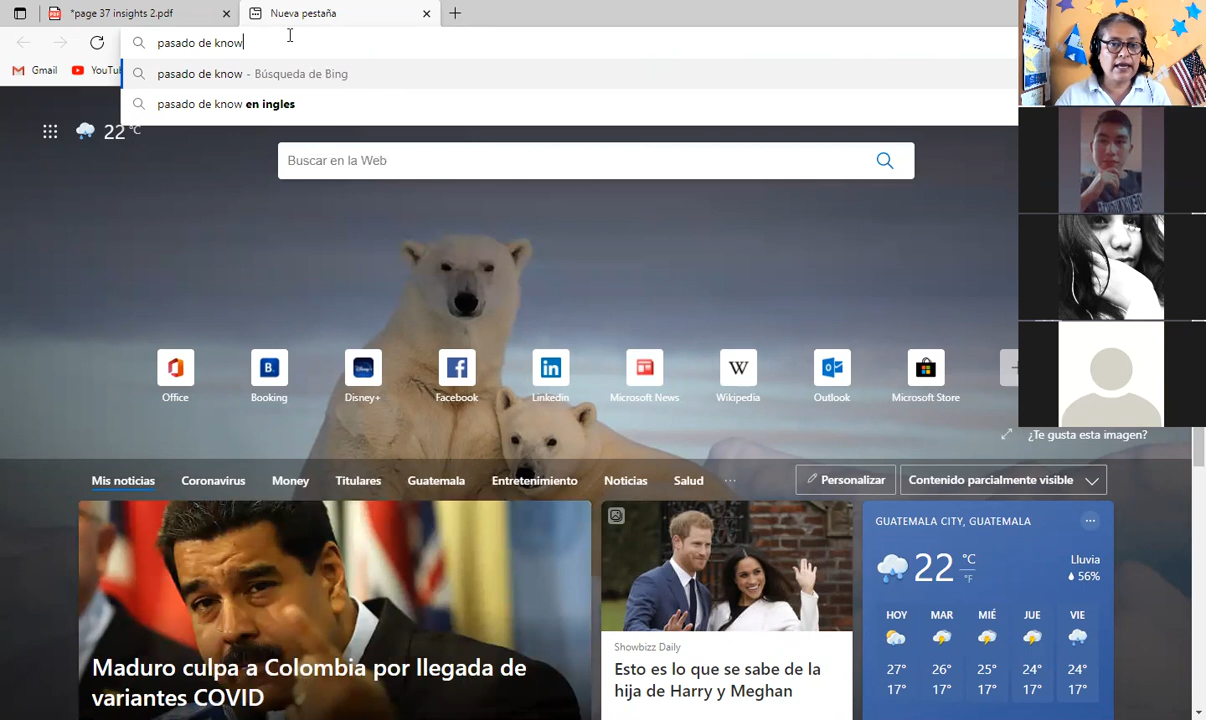 *page 37 insights 2.pdf
Nueva pestaña
pasado de know
Gmail
YouTu
pasado de know - Búsqueda de Bing
pasado de know en ingles
22 °C
Buscar en la Web
Office
Booking
Disney+
Facebook
Linkedin
Microsoft News
Wikipedia
Outlook
Microsoft Store
¿Te gusta esta imagen?
Mis noticias
Coronavirus
Money
Titulares
Guatemala
Entretenimiento
Noticias
Salud
...
Personalizar
Contenido parcialmente visible
Maduro culpa a Colombia por llegada de
variantes COVID
Showbizz Daily
Esto es lo que se sabe de la
hija de Harry y Meghan
GUATEMALA CITY, GUATEMALA
22 °C
°F
Lluvia
56%
HOY MAR MIÉ JUE VIE
27° 26° 25° 24° 24°
17° 17° 17° 17° 17°